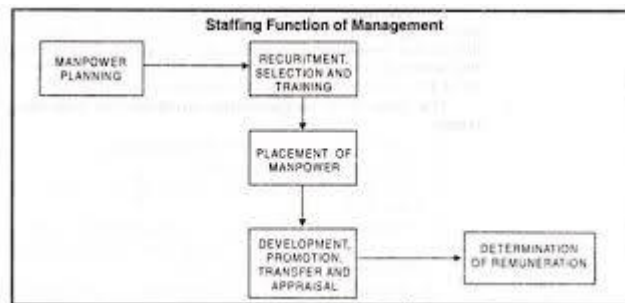 Staffing Function of Management
MANPOWER
PLANNING
RECURITMENT,
SELECTION AND
TRAINING
PLACEMENT OF
MANPOWER
DEVELOPMENT,
PROMOTION,
TRANSFER AND
APPRAISAL
DETERMINATION
OF REMUNERATION